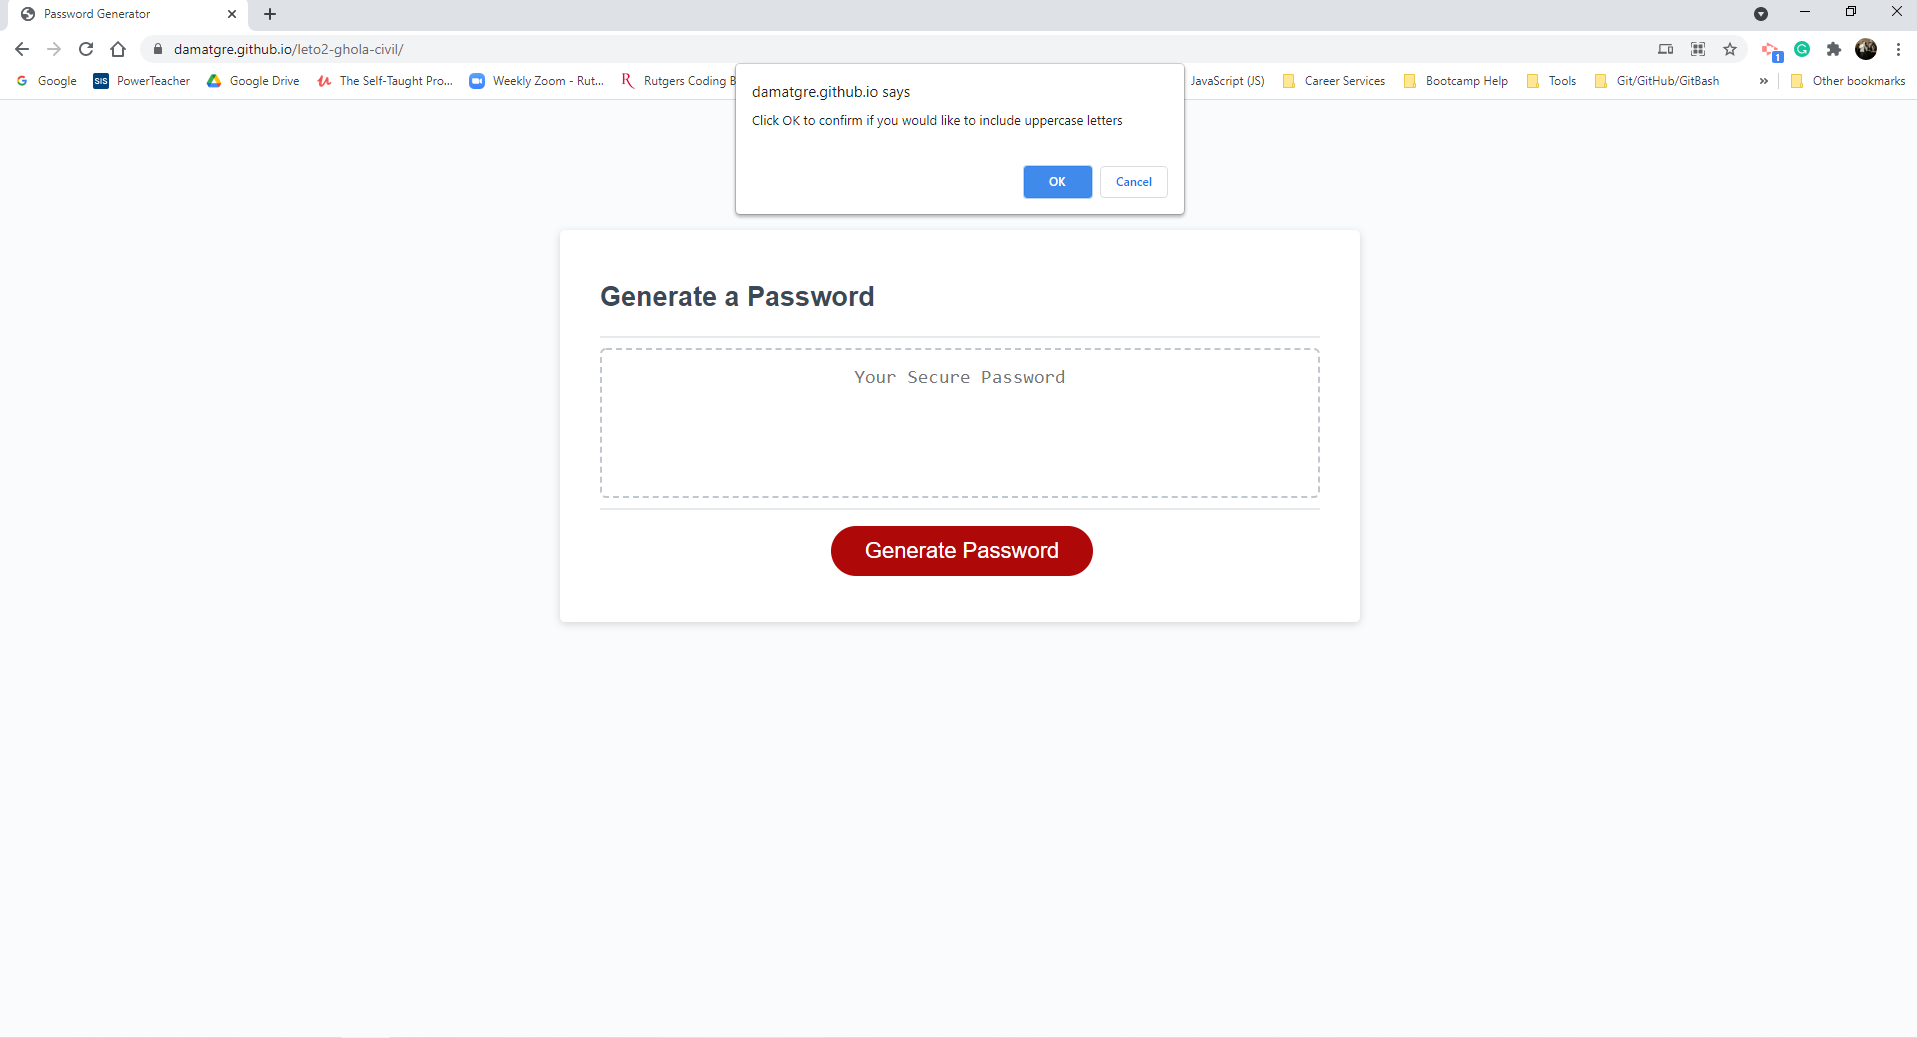 Password Generator
damatgre.github.io/leto2-ghola-civil/
1
G Google
SIS PowerTeacher
Google Drive
The Self-Taught Pro...
Weekly Zoom - Rut...
R Rutgers Coding B
JavaScript (JS)
Career Services
Bootcamp Help
Tools
Git/GitHub/GitBash
»
Other bookmarks
damatgre.github.io says
Click OK to confirm if you would like to include uppercase letters
OK
Cancel
Generate a Password
Your Secure Password
Generate Password